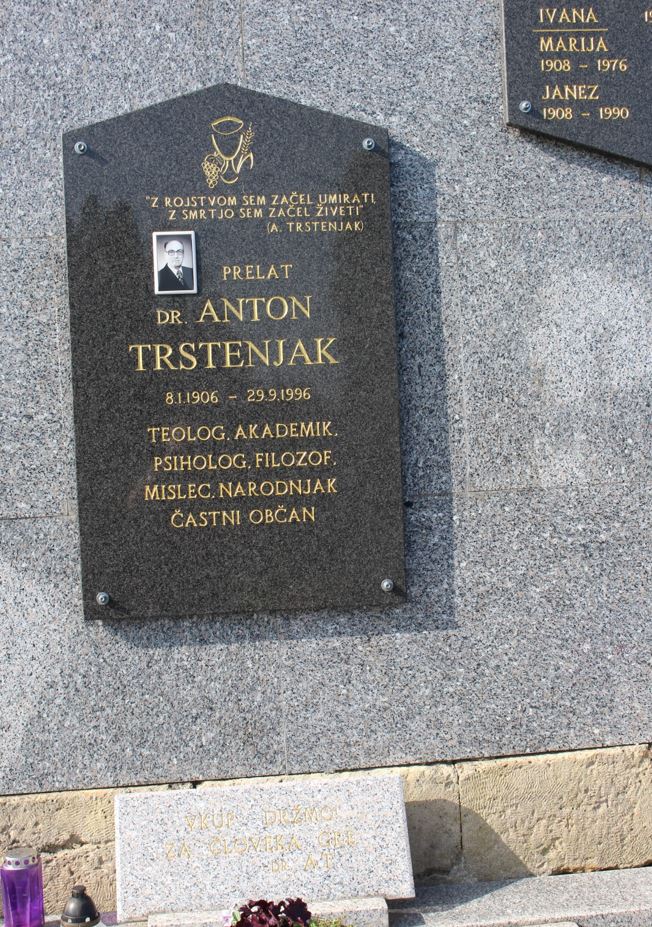 "Z ROJSTVOM SEM ZAČEL UMIRATI,
Z SMRTJO SEM ZAČEL ŽIVETI"
(A. TRSTENJAK)
PRELAT
DR. ANTON
TRSTENJAK
8.1.1906 – 29.9.1996
TEOLOG, AKADEMIK,
PSIHOLOG, FILOZOF,
MISLEC, NARODNJAK
ČASTNI OBČAN
IVANA
MARIJA
1908 – 1976
JANEZ
1908 – 1990
VKUP DRŽMO!
ZA ČLOVEKA GRE
DR. A.T.